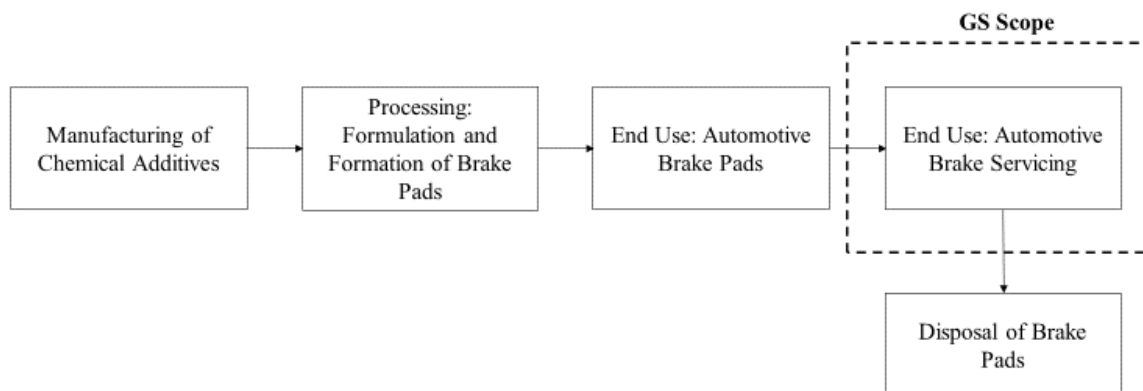 GS Scope
Manufacturing of
Chemical Additives
Processing:
Formulation and
Formation of Brake
Pads
End Use: Automotive
Brake Pads
End Use: Automotive
Brake Servicing
Disposal of Brake
Pads